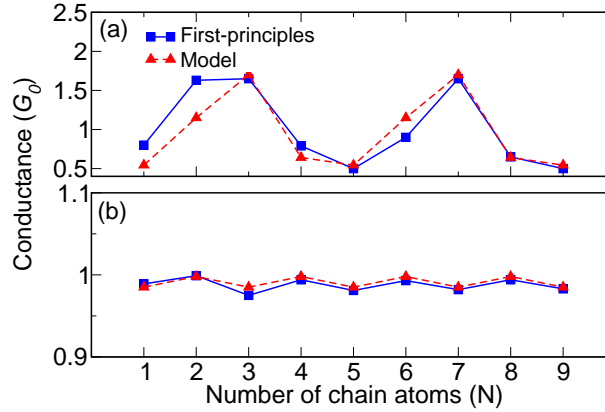 (a)
First-principles
Model
2.5
2
1.5
1
0.5
Conductance (G0)
(b)
1.1
1
0.9
1 2 3 4 5 6 7 8 9
Number of chain atoms (N)